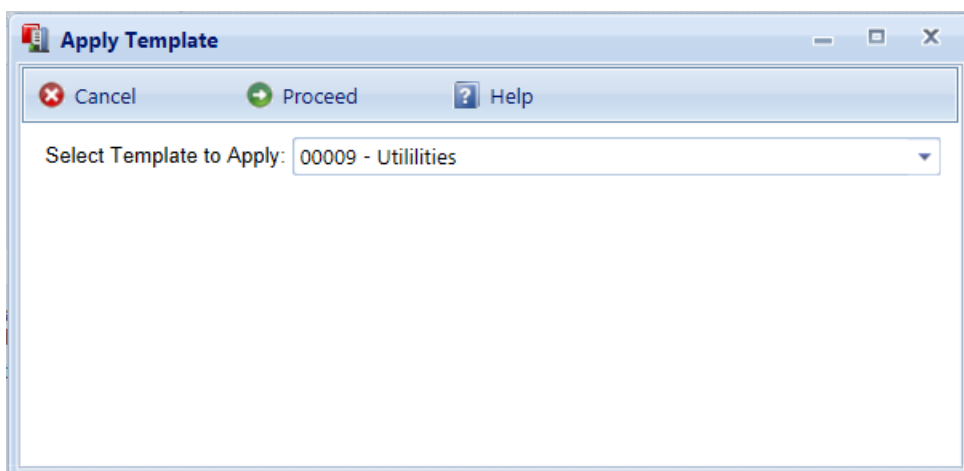 Apply Template
Cancel Proceed Help
Select Template to Apply: 00009 - Utililities